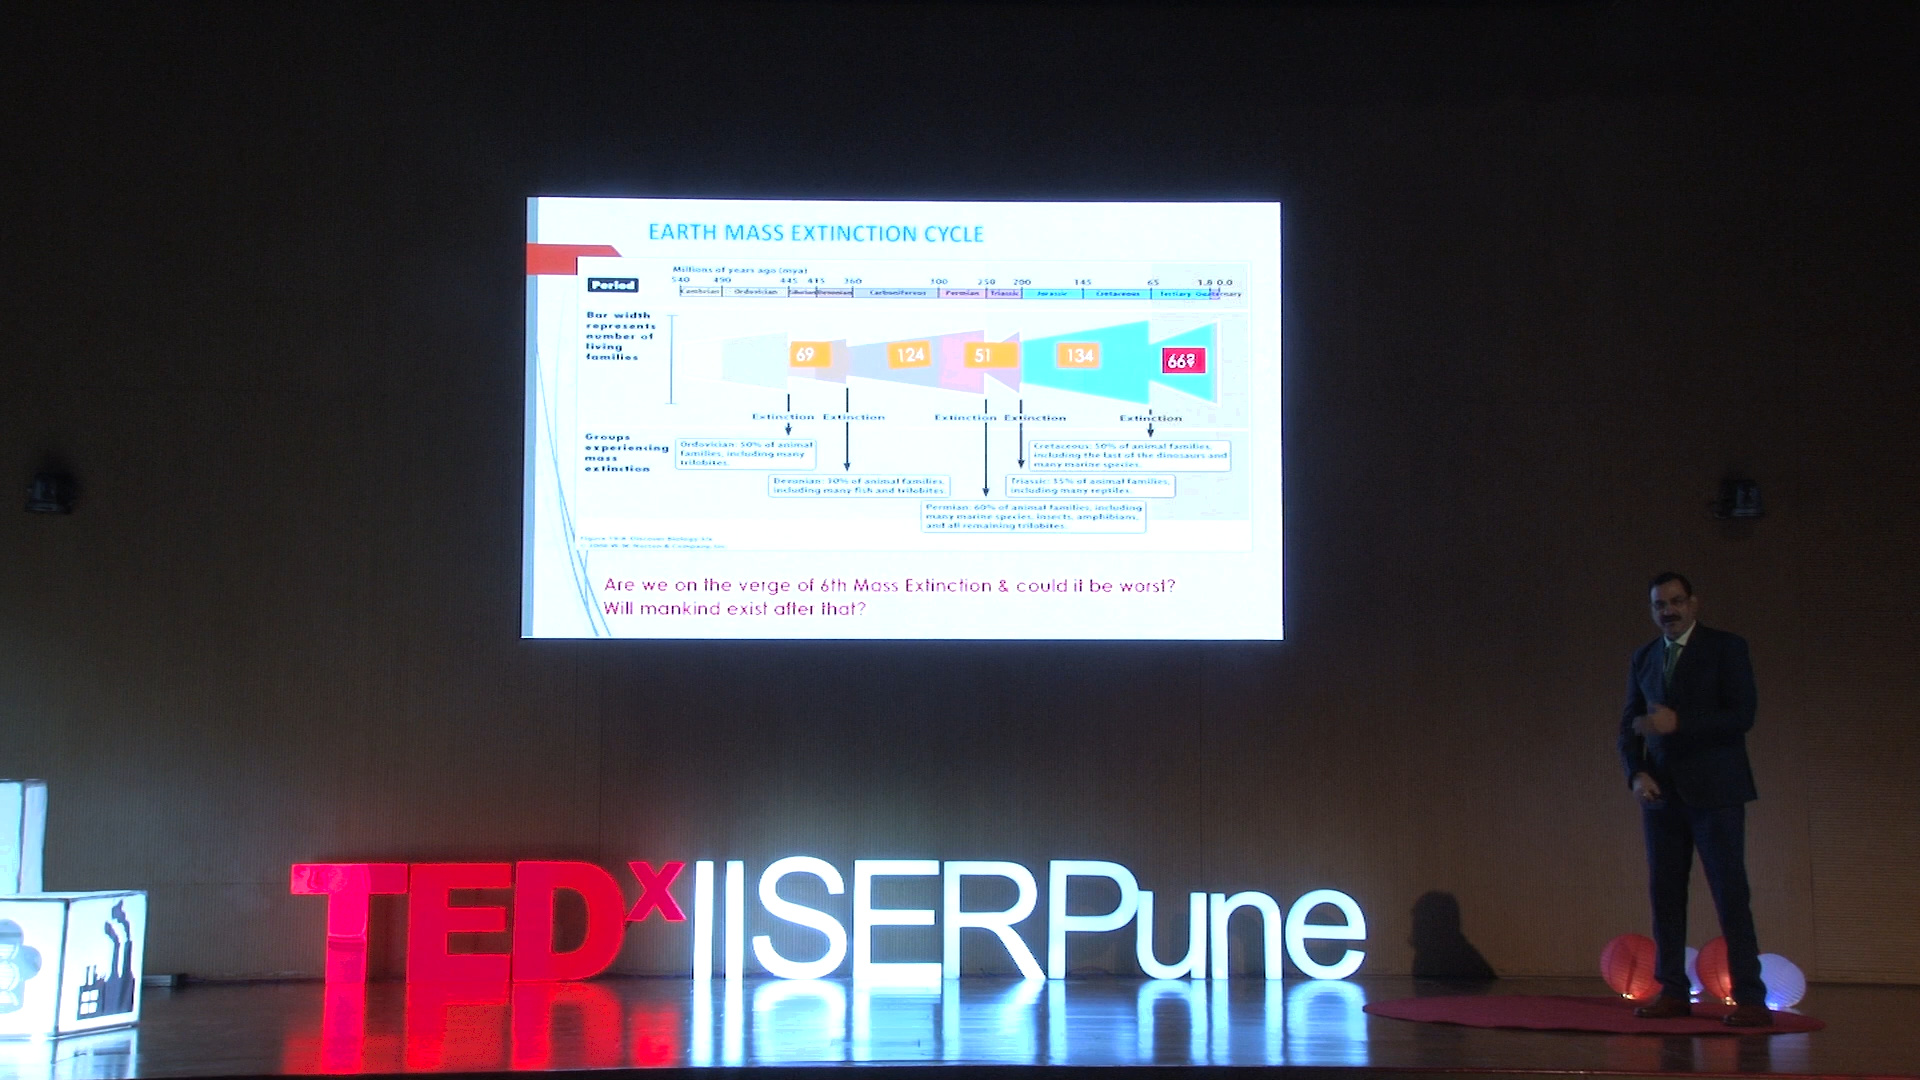 EARTH MASS EXTINCTION CYCLE
Millions of years ago (mya)
540 490 445 415 360 300 250 200 145 65 1.8 0.0
Period
Cambrian Ordovician Silurian Devonian Carboniferous Permian Triassic Jurassic Cretaceous Tertiary Quaternary
Bar width
represents
number of
living
families
69 124 51 134 66?
Extinction Extinction Extinction Extinction Extinction
Groups
experiencing
mass
extinction
Ordovician: 50% of animal
families, including many
trilobites.
Devonian: 30% of animal families,
including many fish and trilobites.
Permian: 60% of animal families, including
many marine species, insects, amphibians,
and all remaining trilobites.
Triassic: 35% of animal families,
including many reptiles.
Cretaceous: 50% of animal families,
including the last of the dinosaurs and
many marine species.
Are we on the verge of 6th Mass Extinction & could it be worst?
Will mankind exist after that?
TEDxIISERPune